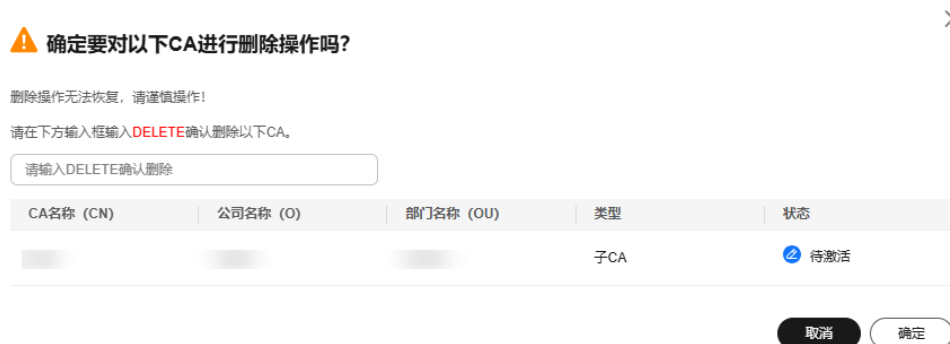 确定要对以下CA进行删除操作吗?
删除操作无法恢复，请谨慎操作!
请在下方输入框输入DELETE确认删除以下CA。
请输入DELETE确认删除
CA名称 (CN) 公司名称 (O) 部门名称 (OU) 类型 状态
子CA 待激活
取消 确定